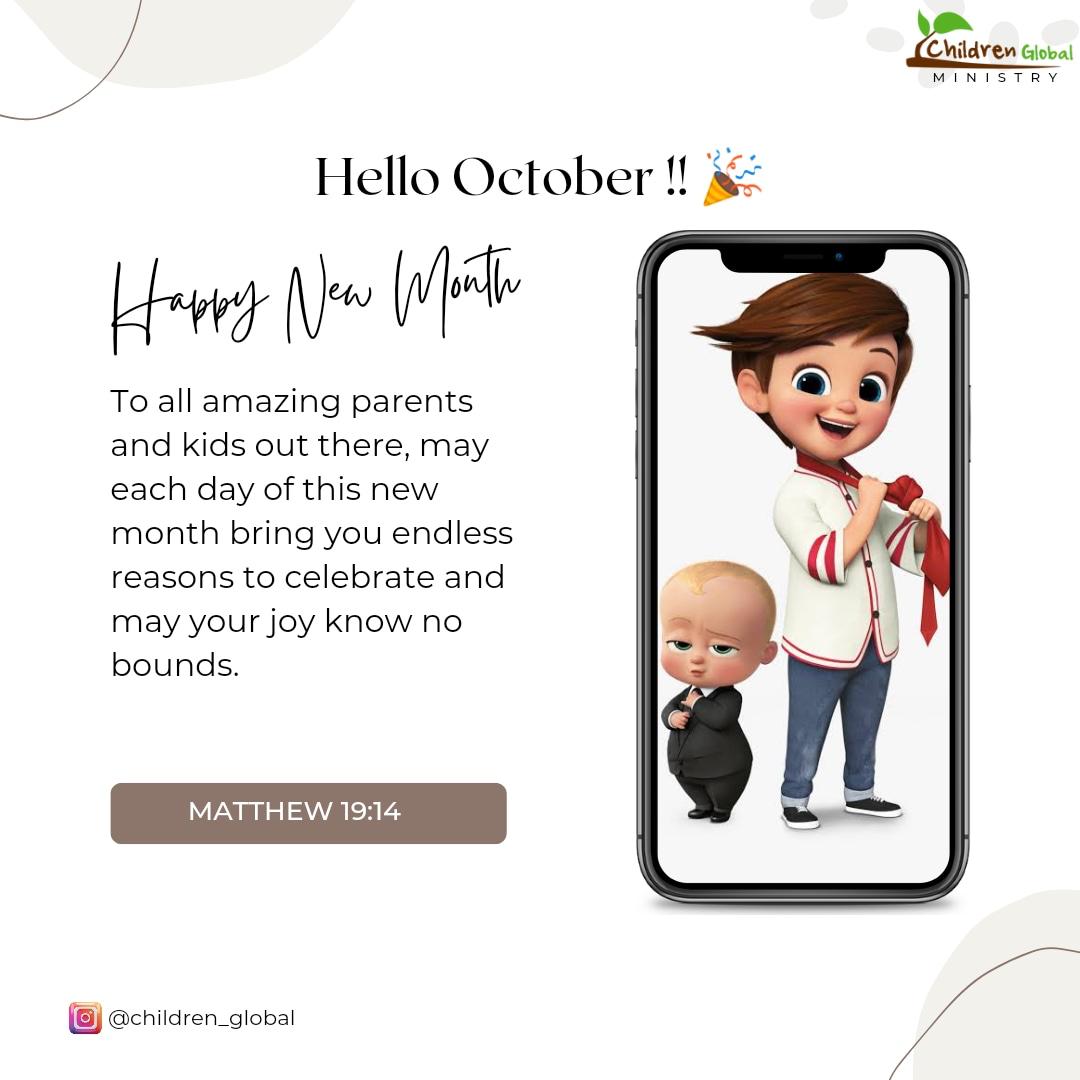 Children Global
MINISTRY
Hello October !! 🎉
Happy New Month
To all amazing parents
and kids out there, may
each day of this new
month bring you endless
reasons to celebrate and
may your joy know no
bounds.
MATTHEW 19:14
@children_global